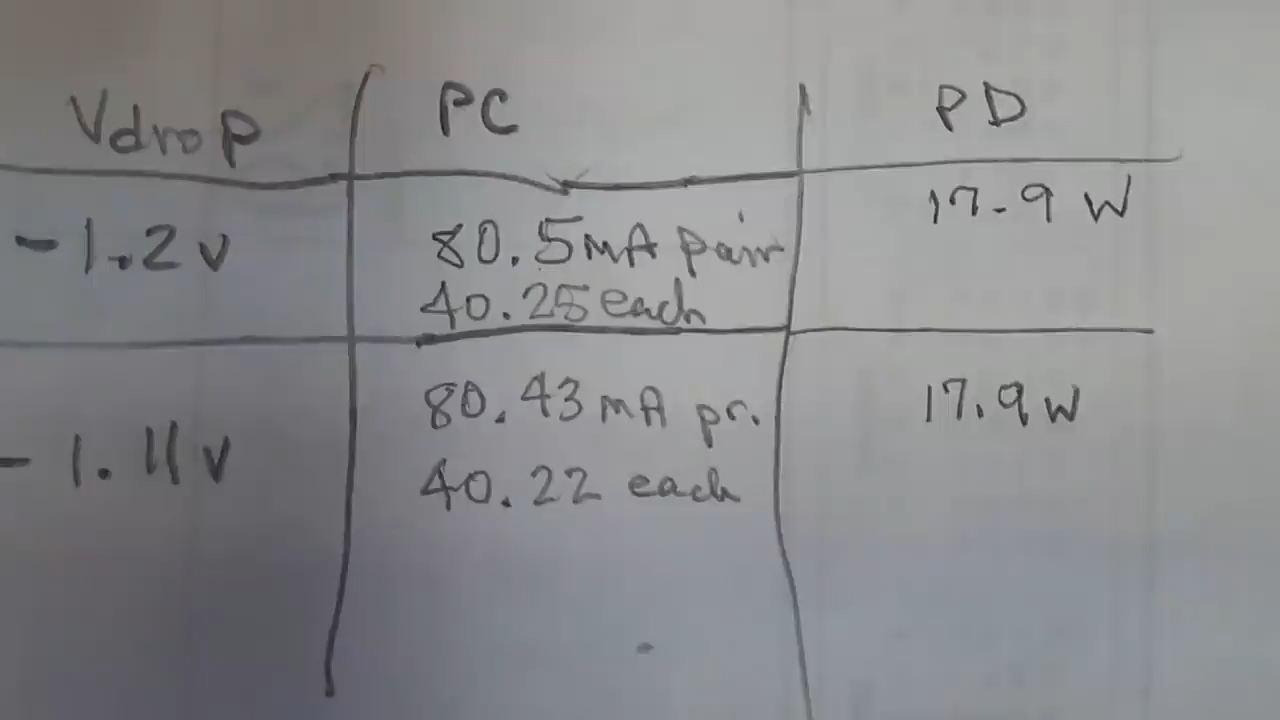 Vdrop PC PD
-1.2v 80.5mA pair 17.9 W
40.25 each
-1.11v 80.43 mA pr. 17.9 W
40.22 each